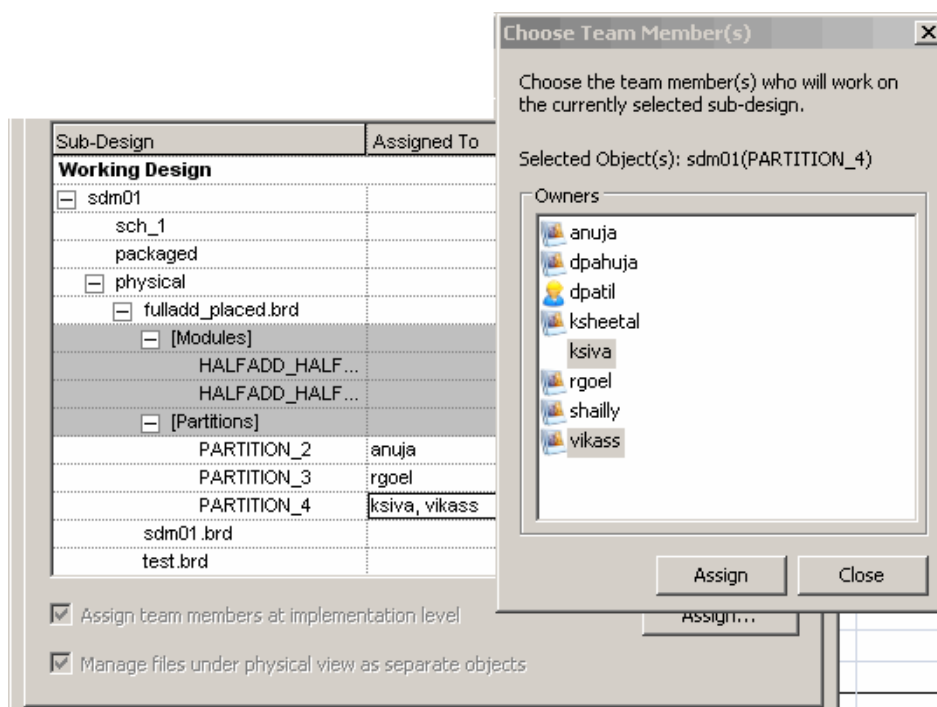 Choose Team Member(s)
Choose the team member(s) who will work on
the currently selected sub-design.
Selected Object(s): sdm01(PARTITION_4)
Owners
anuja
dpahuja
dpatil
ksheetal
ksiva
rgoel
shailly
vikass
Assign Close
Sub-Design Assigned To
Working Design
sdm01
sch_1
packaged
physical
fulladd_placed.brd
[Modules]
HALFADD_HALF...
HALFADD_HALF...
[Partitions]
PARTITION_2 anuja
PARTITION_3 rgoel
PARTITION_4 ksiva, vikass
sdm01.brd
test.brd
Assign team members at implementation level Assign...
Manage files under physical view as separate objects